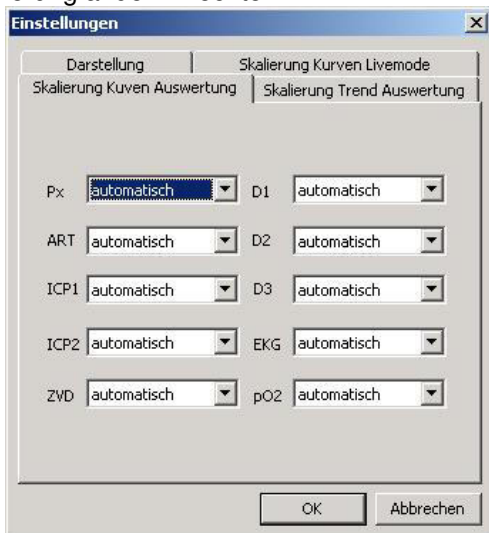 Einstellungen
Darstellung
Skalierung Kurven Livemode
Skalierung Kuven Auswertung
Skalierung Trend Auswertung
Px automatisch D1 automatisch
ART automatisch D2 automatisch
ICP1 automatisch D3 automatisch
ICP2 automatisch EKG automatisch
ZVD automatisch pO2 automatisch
OK Abbrechen